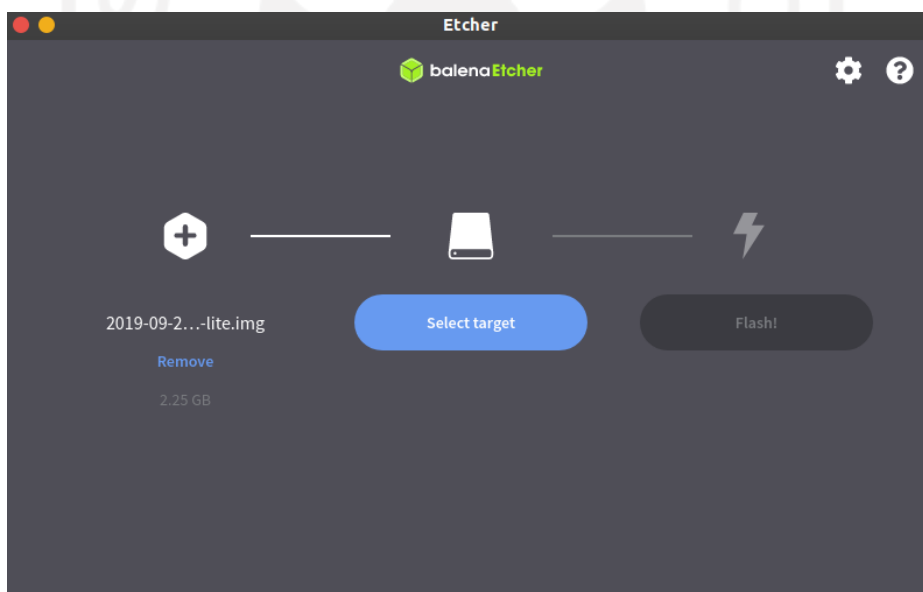 Etcher
balenaEtcher
2019-09-2...-lite.img
Select target
Flash!
Remove
2.25 GB